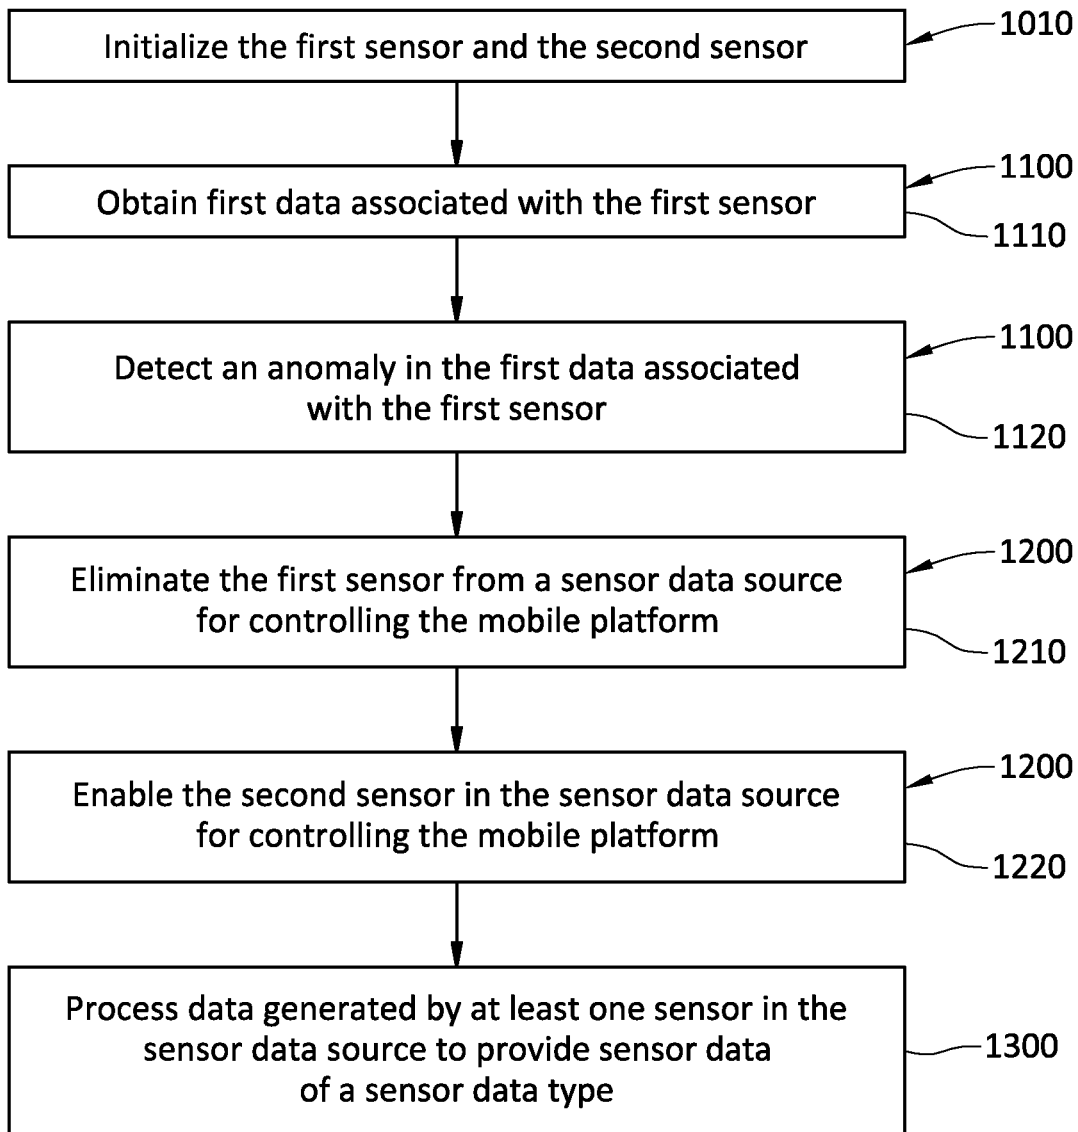 Initialize the first sensor and the second sensor
1010
Obtain first data associated with the first sensor
1100
1110
Detect an anomaly in the first data associated
with the first sensor
1100
1120
Eliminate the first sensor from a sensor data source
for controlling the mobile platform
1200
1210
Enable the second sensor in the sensor data source
for controlling the mobile platform
1200
1220
Process data generated by at least one sensor in the
sensor data source to provide sensor data
of a sensor data type
1300